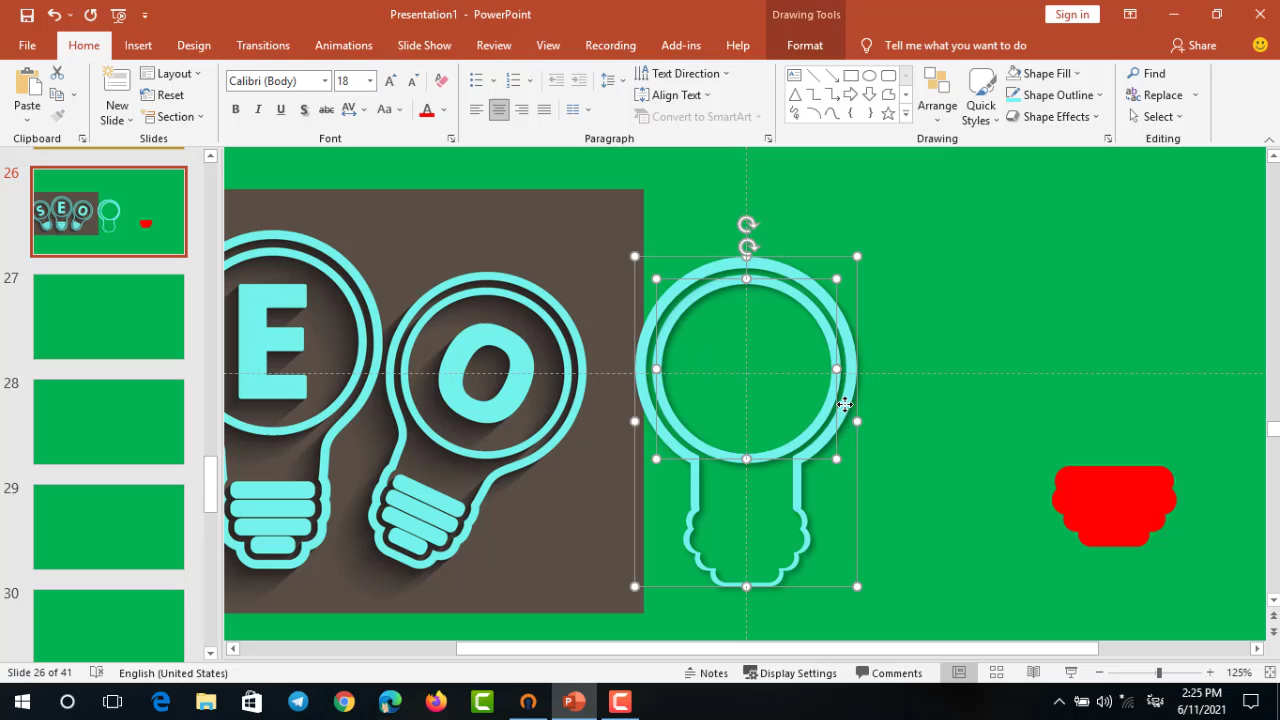 Presentation1 - PowerPoint
Drawing Tools
Sign in
File
Home
Insert
Design
Transitions
Animations
Slide Show
Review
View
Recording
Add-ins
Help
Format
Tell me what you want to do
Share
Paste
New
Slide
Layout
Reset
Section
Calibri (Body)
18
B I U S abc AV Aa A
Text Direction
Align Text
Convert to SmartArt
Arrange
Quick
Styles
Shape Fill
Shape Outline
Shape Effects
Find
Replace
Select
Clipboard
Slides
Font
Paragraph
Drawing
Editing
26
S E O
27
28
29
30
E O
Slide 26 of 41
English (United States)
Notes
Display Settings
Comments
125%
2:25 PM
6/11/2021